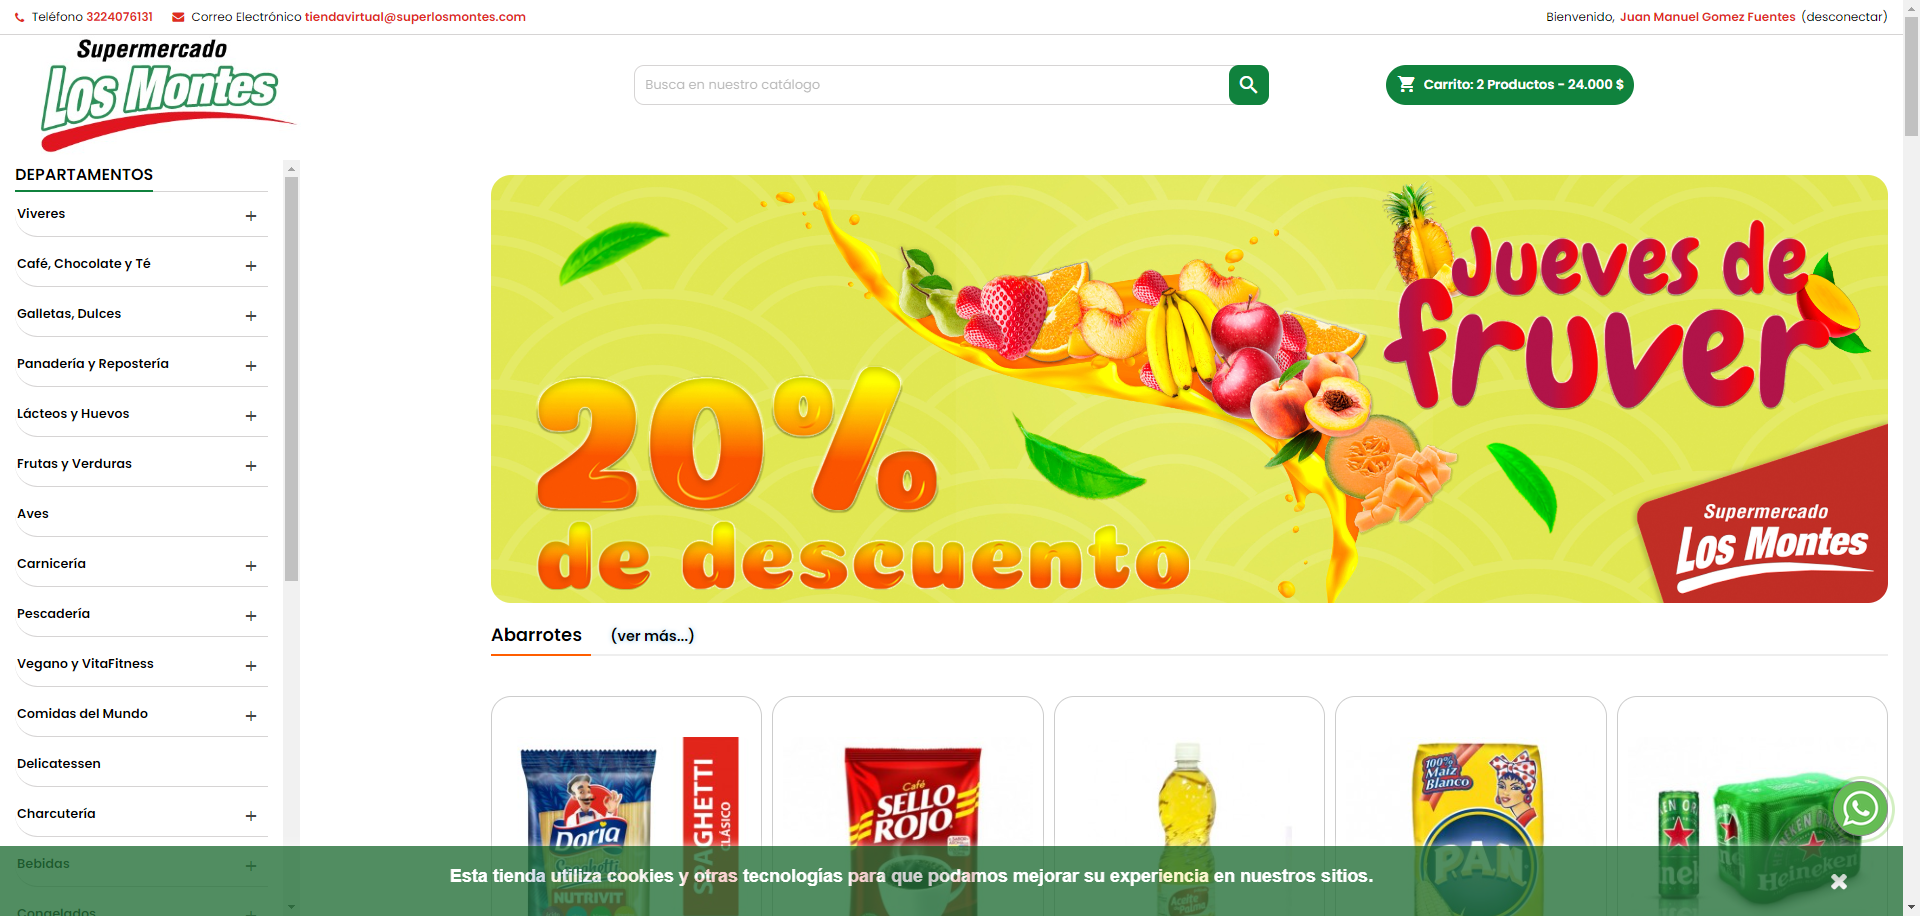 Teléfono 3224076131
Correo Electrónico tiendavirtual@superlosmontes.com
Bienvenido, Juan Manuel Gomez Fuentes (desconectar)
Supermercado
Los Montes
Busca en nuestro catálogo
Carrito: 2 Productos - 24.000 $
DEPARTAMENTOS
Viveres
Café, Chocolate y Té
Galletas, Dulces
Panadería y Repostería
Lácteos y Huevos
Frutas y Verduras
Aves
Carnicería
Pescadería
Vegano y VitaFitness
Comidas del Mundo
Delicatessen
Charcutería
Bebidas
Congelados
Jueves de
fruver
20%
de descuento
Supermercado
Los Montes
Abarrotes (ver más...)
Doria
Spaghetti
NUTRIVIT
SPAGHETTI
CLÁSICO
Café
SELLO
ROJO
Aceite
de Palma
100%
Maíz
Blanco
PAN
Heineken
Esta tienda utiliza cookies y otras tecnologías para que podamos mejorar su experiencia en nuestros sitios.